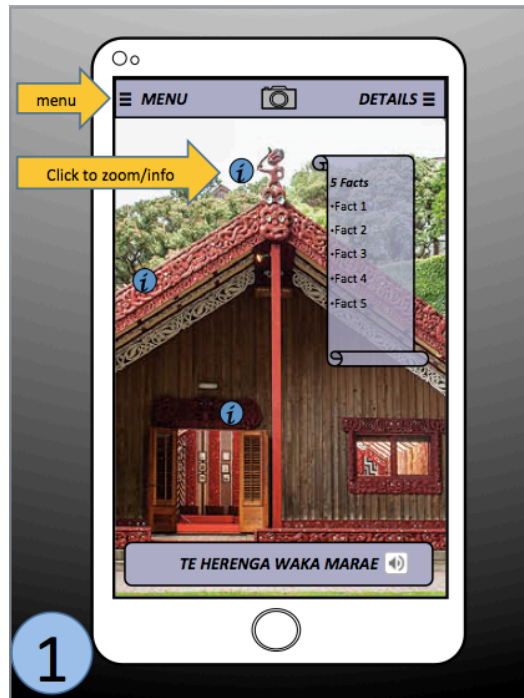 menu
☰ MENU
DETAILS ☰
Click to zoom/info
i
5 Facts
•Fact 1
•Fact 2
•Fact 3
•Fact 4
•Fact 5
i
i
TE HERENGA WAKA MARAE
1